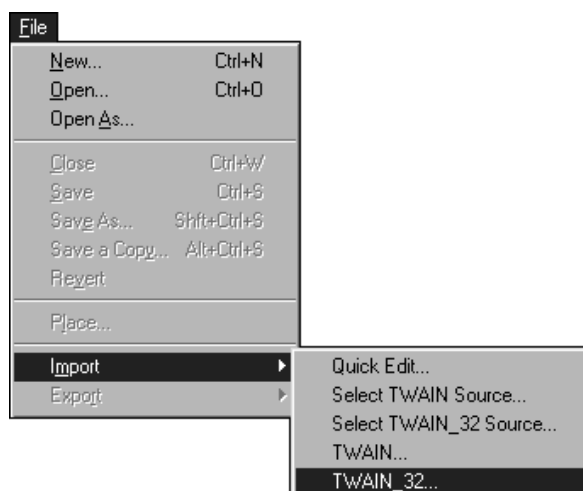 File
New... Ctrl+N
Open... Ctrl+O
Open As...
Close Ctrl+W
Save Ctrl+S
Save As... Shft+Ctrl+S
Save a Copy... Alt+Ctrl+S
Revert
Place...
Import
Export
Quick Edit...
Select TWAIN Source...
Select TWAIN_32 Source...
TWAIN...
TWAIN_32...